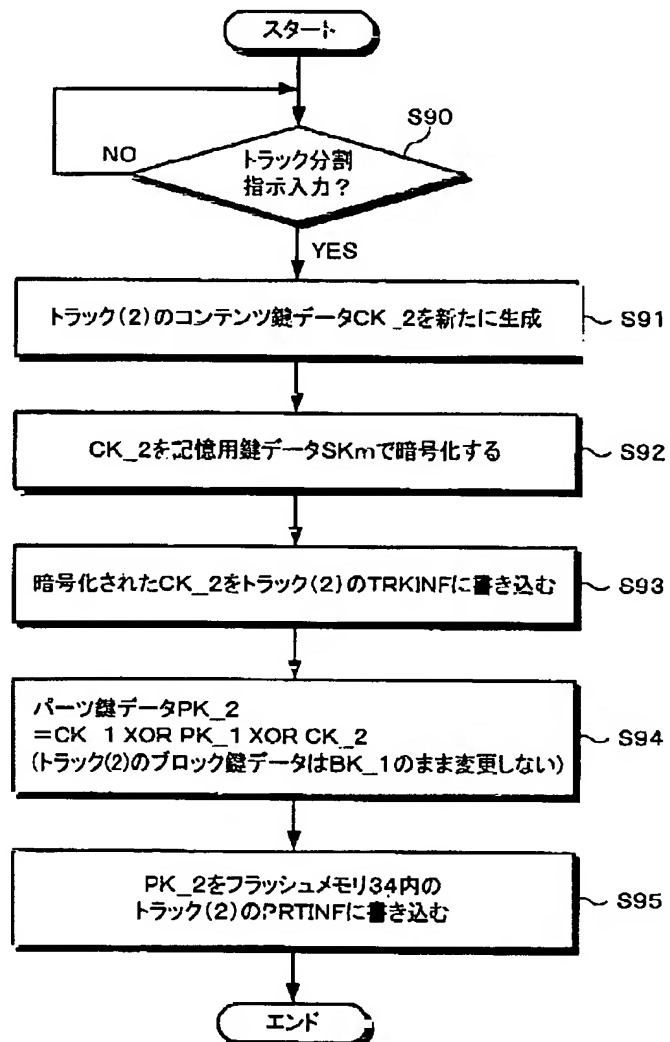 スタート
S90
NO
トラック分割
指示入力?
YES
トラック(2)のコンテンツ鍵データCK_2を新たに生成
S91
CK_2を記憶用鍵データSKmで暗号化する
S92
暗号化されたCK_2をトラック(2)のTRKINFに書き込む
S93
パーツ鍵データPK_2
=CK_1 XOR PK_1 XOR CK_2
(トラック(2)のブロック鍵データはBK_1のまま変更しない)
S94
PK_2をフラッシュメモリ34内の
トラック(2)のPRTINFに書き込む
S95
エンド